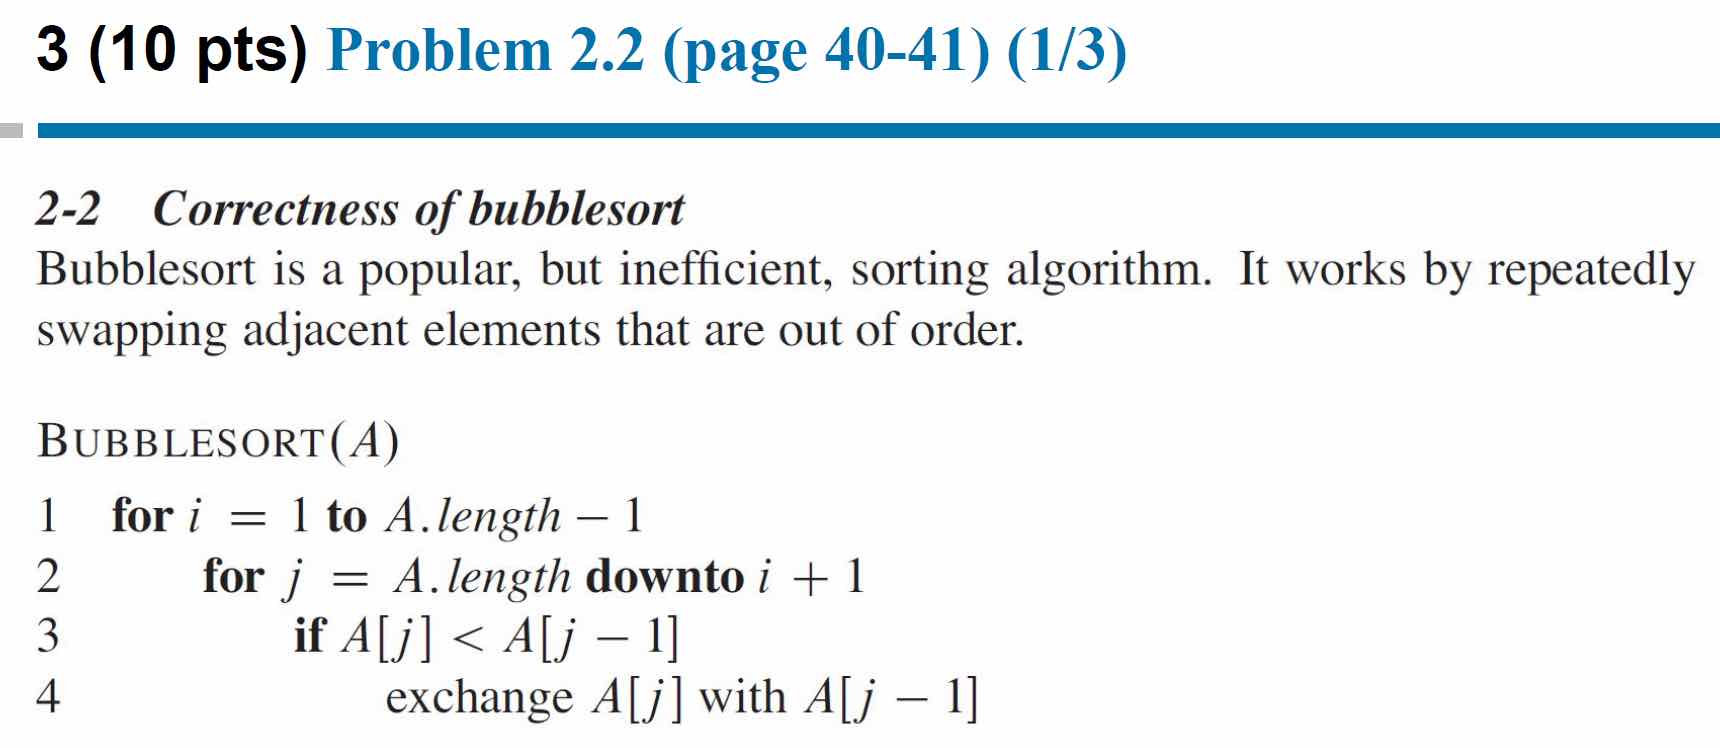 3 (10 pts) Problem 2.2 (page 40-41) (1/3)
2-2 Correctness of bubblesort
Bubblesort is a popular, but inefficient, sorting algorithm. It works by repeatedly
swapping adjacent elements that are out of order.
BUBBLESORT(A)
1 for i = 1 to A.length − 1
2 for j = A.length downto i + 1
3 if A[j] < A[j − 1]
4 exchange A[j] with A[j − 1]